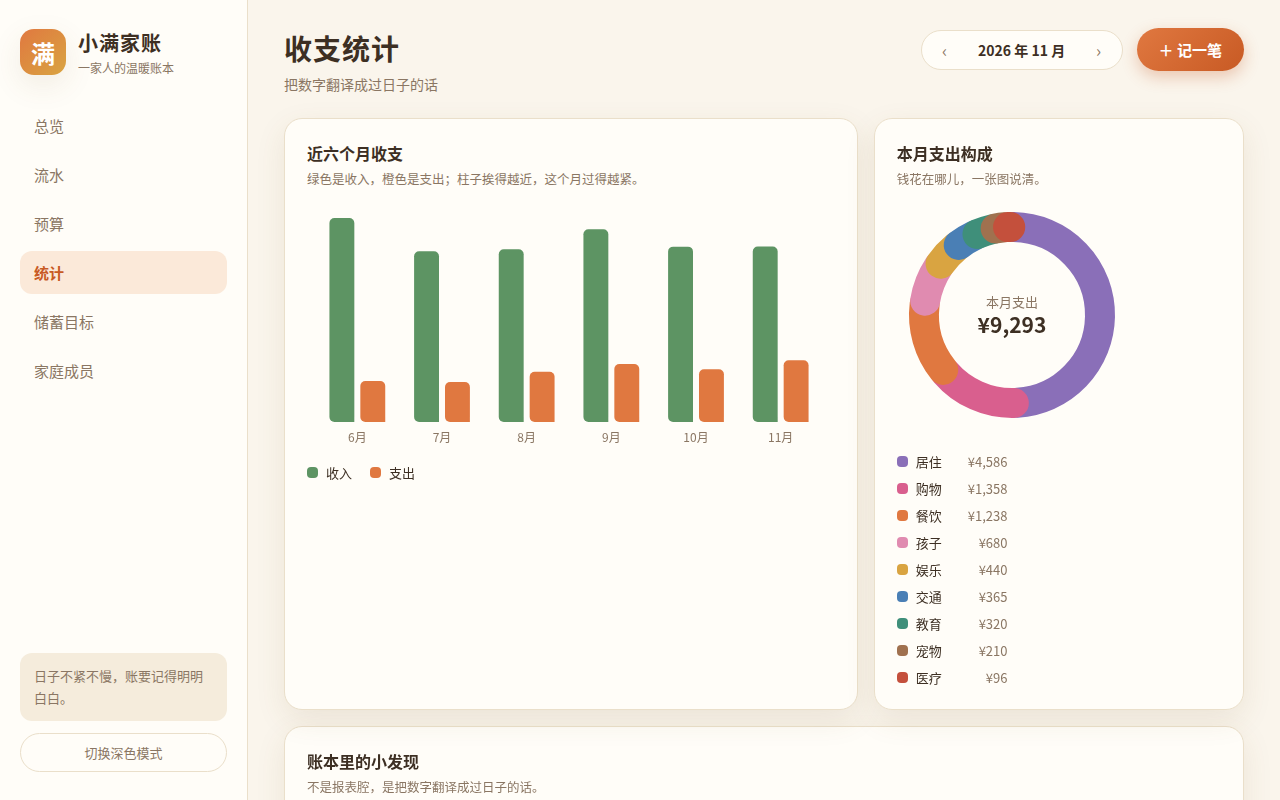 满
小满家账
一家人的温暖账本
总览
流水
预算
统计
储蓄目标
家庭成员
日子不紧不慢，账要记得明明
白白。
切换深色模式
收支统计
把数字翻译成过日子的话
‹ 2026 年 11 月 ›
＋ 记一笔
近六个月收支
绿色是收入，橙色是支出；柱子挨得越近，这个月过得越紧。
6月 7月 8月 9月 10月 11月
收入 支出
本月支出构成
钱花在哪儿，一张图说清。
本月支出
¥9,293
居住 ¥4,586
购物 ¥1,358
餐饮 ¥1,238
孩子 ¥680
娱乐 ¥440
交通 ¥365
教育 ¥320
宠物 ¥210
医疗 ¥96
账本里的小发现
不是报表腔，是把数字翻译成过日子的话。